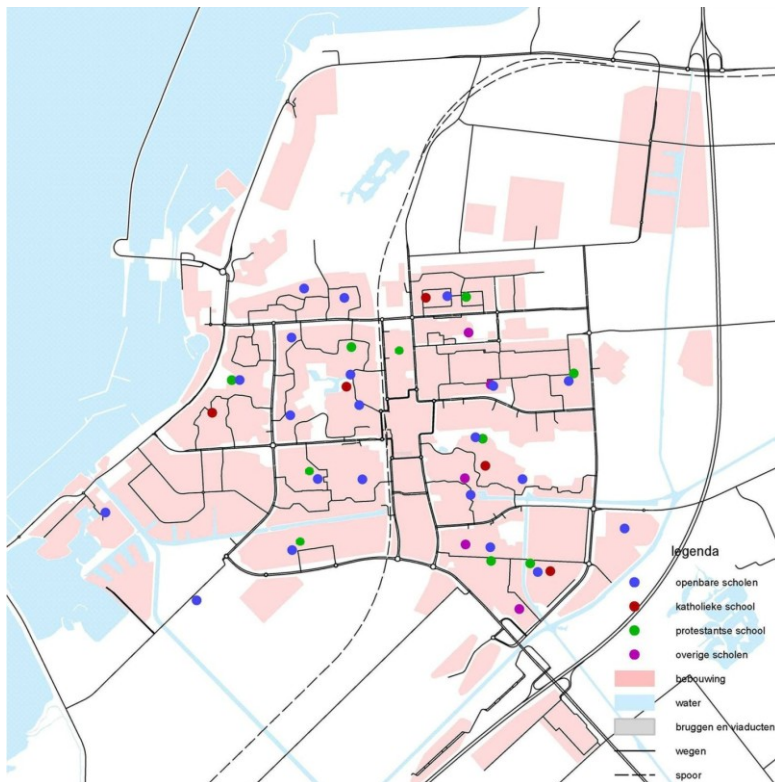 legenda
openbare scholen
katholieke school
protestantse school
overige scholen
bebouwing
water
bruggen en viaducten
wegen
spoor